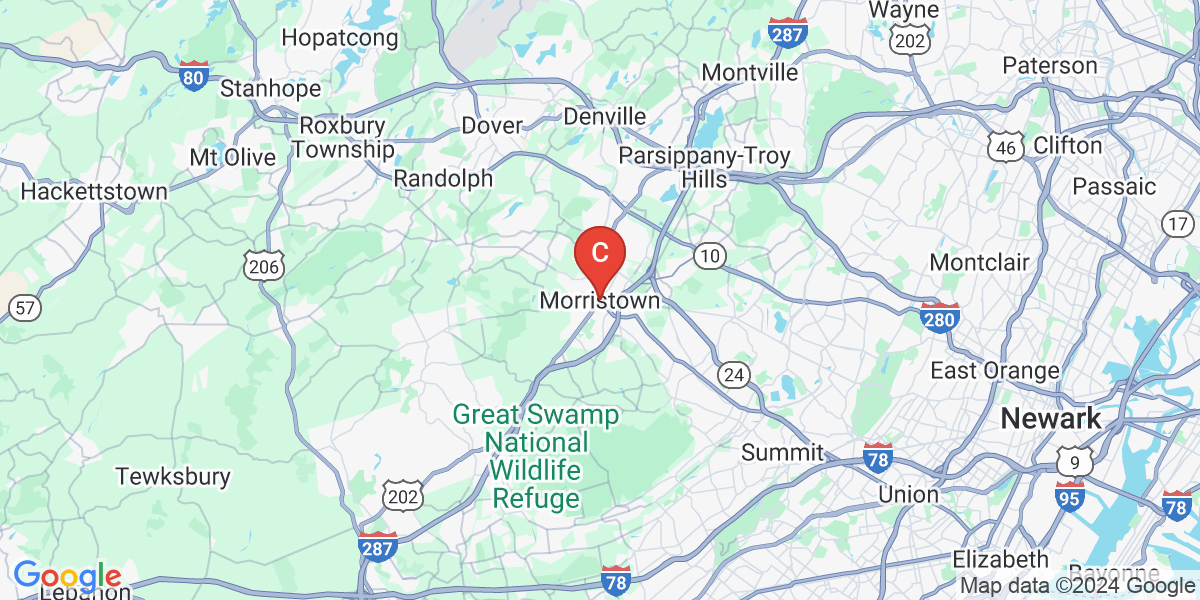 Wayne
287
202
Hopatcong
Montville
Paterson
80
Stanhope
Denville
Roxbury
Township
Dover
46
Clifton
Mt Olive
Parsippany-Troy
Hills
Randolph
Hackettstown
Passaic
17
C
10
206
Montclair
Morristown
57
280
24
East Orange
Great Swamp
National
Wildlife
Refuge
Newark
Summit
78
9
Tewksbury
202
Union
95
78
287
Elizabeth
Google
78
Bayonne
Lebanon
Map data ©2024 Google